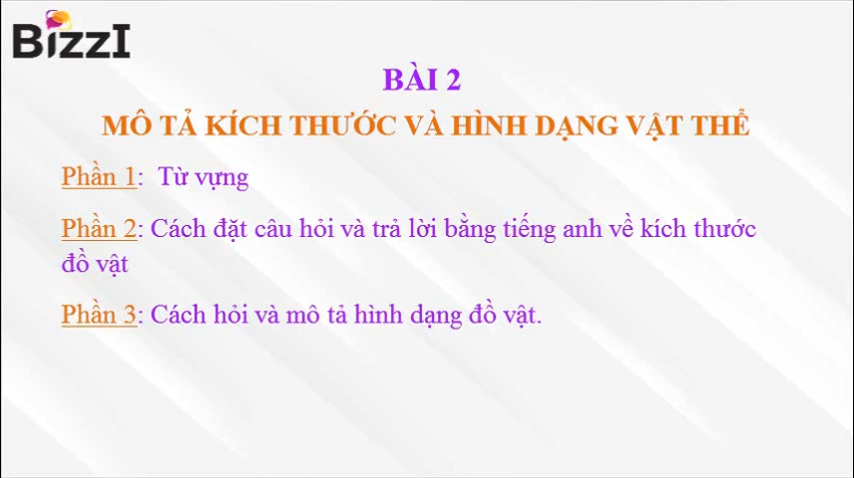 BizzI
BÀI 2
MÔ TẢ KÍCH THƯỚC VÀ HÌNH DẠNG VẬT THỂ
Phần 1:  Từ vựng
Phần 2: Cách đặt câu hỏi và trả lời bằng tiếng anh về kích thước
đồ vật
Phần 3: Cách hỏi và mô tả hình dạng đồ vật.